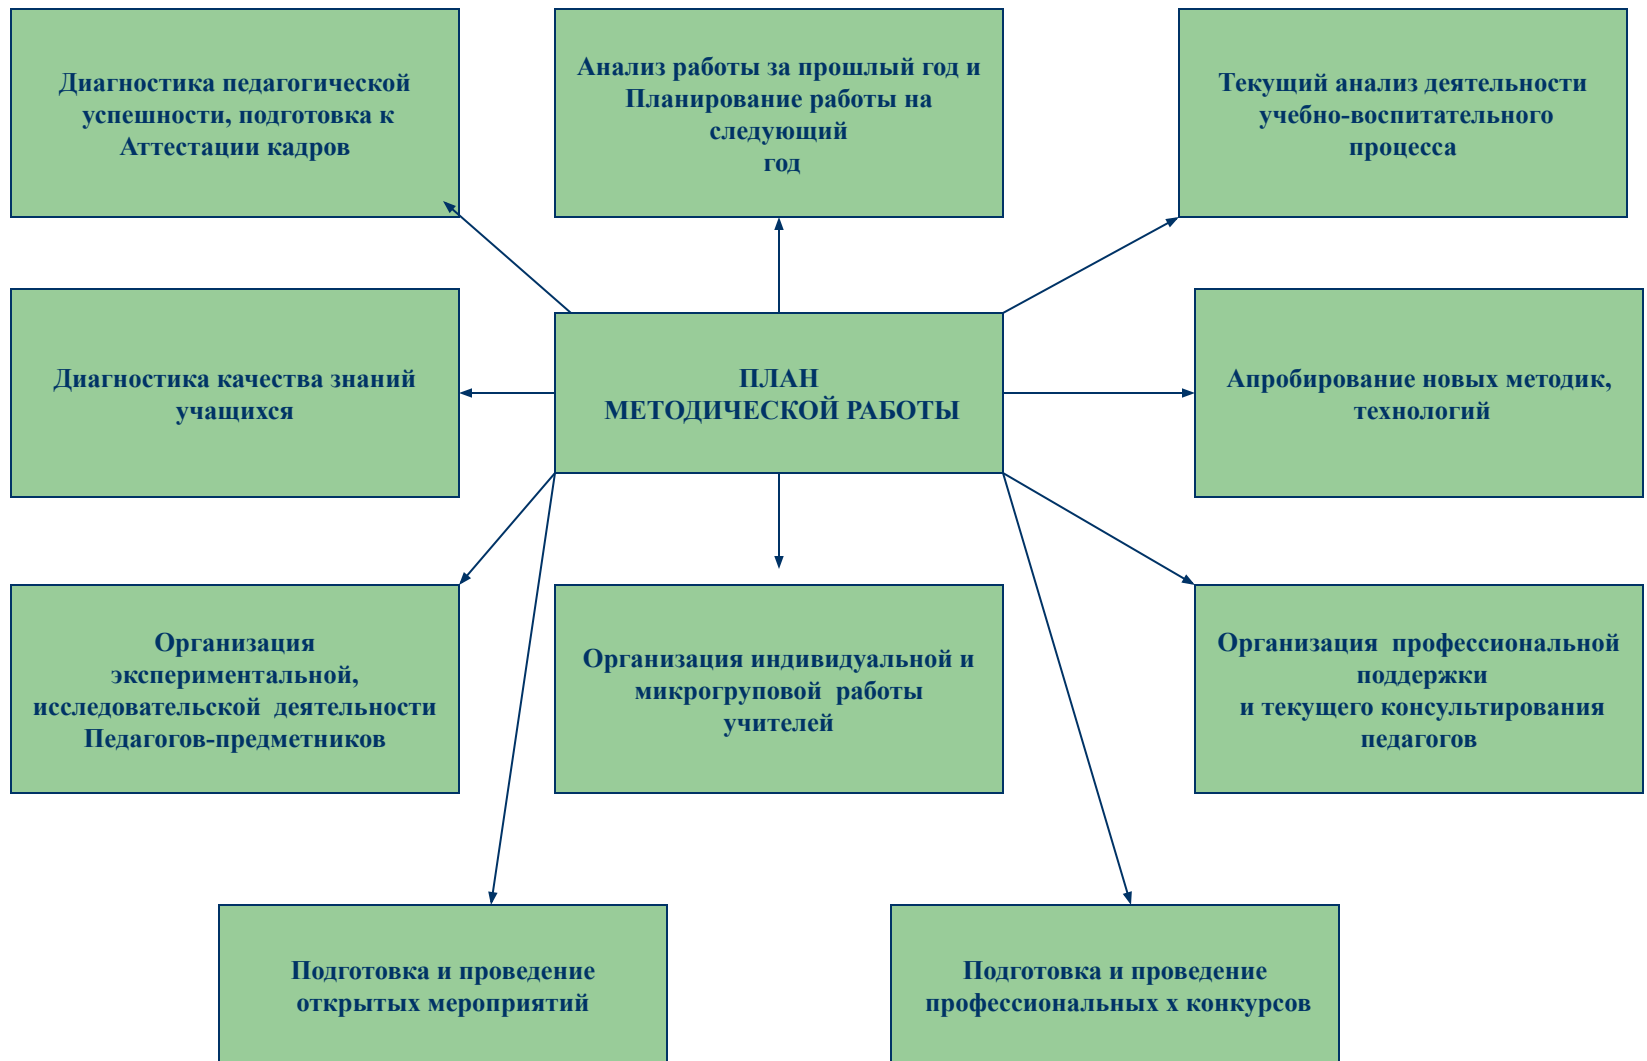 Диагностика педагогической
успешности, подготовка к
Аттестации кадров
Анализ работы за прошлый год и
Планирование работы на
следующий
год
Текущий анализ деятельности
учебно-воспитательного
процесса
Диагностика качества знаний
учащихся
ПЛАН
МЕТОДИЧЕСКОЙ РАБОТЫ
Апробирование новых методик,
технологий
Организация
экспериментальной,
исследовательской деятельности
Педагогов-предметников
Организация индивидуальной и
микрогруповой работы
учителей
Организация профессиональной
поддержки
и текущего консультирования
педагогов
Подготовка и проведение
открытых мероприятий
Подготовка и проведение
профессиональных х конкурсов